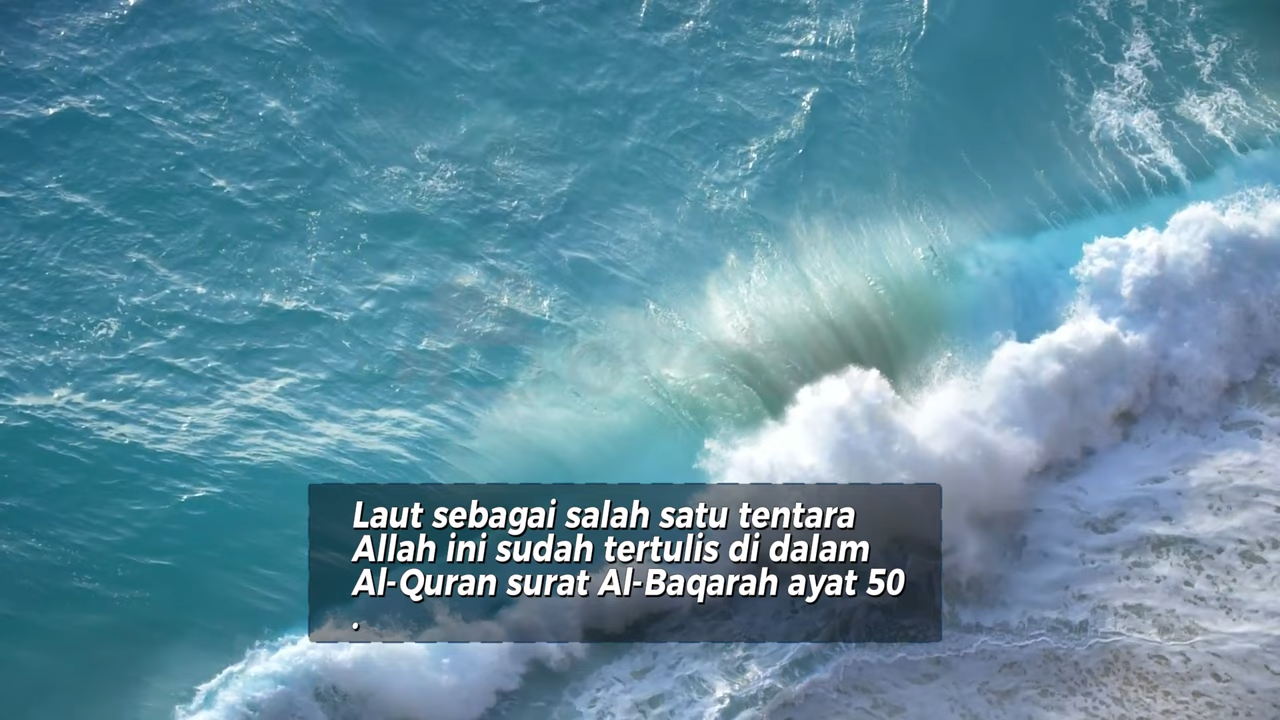 Laut sebagai salah satu tentara
Allah ini sudah tertulis di dalam
Al-Quran surat Al-Baqarah ayat 50
.